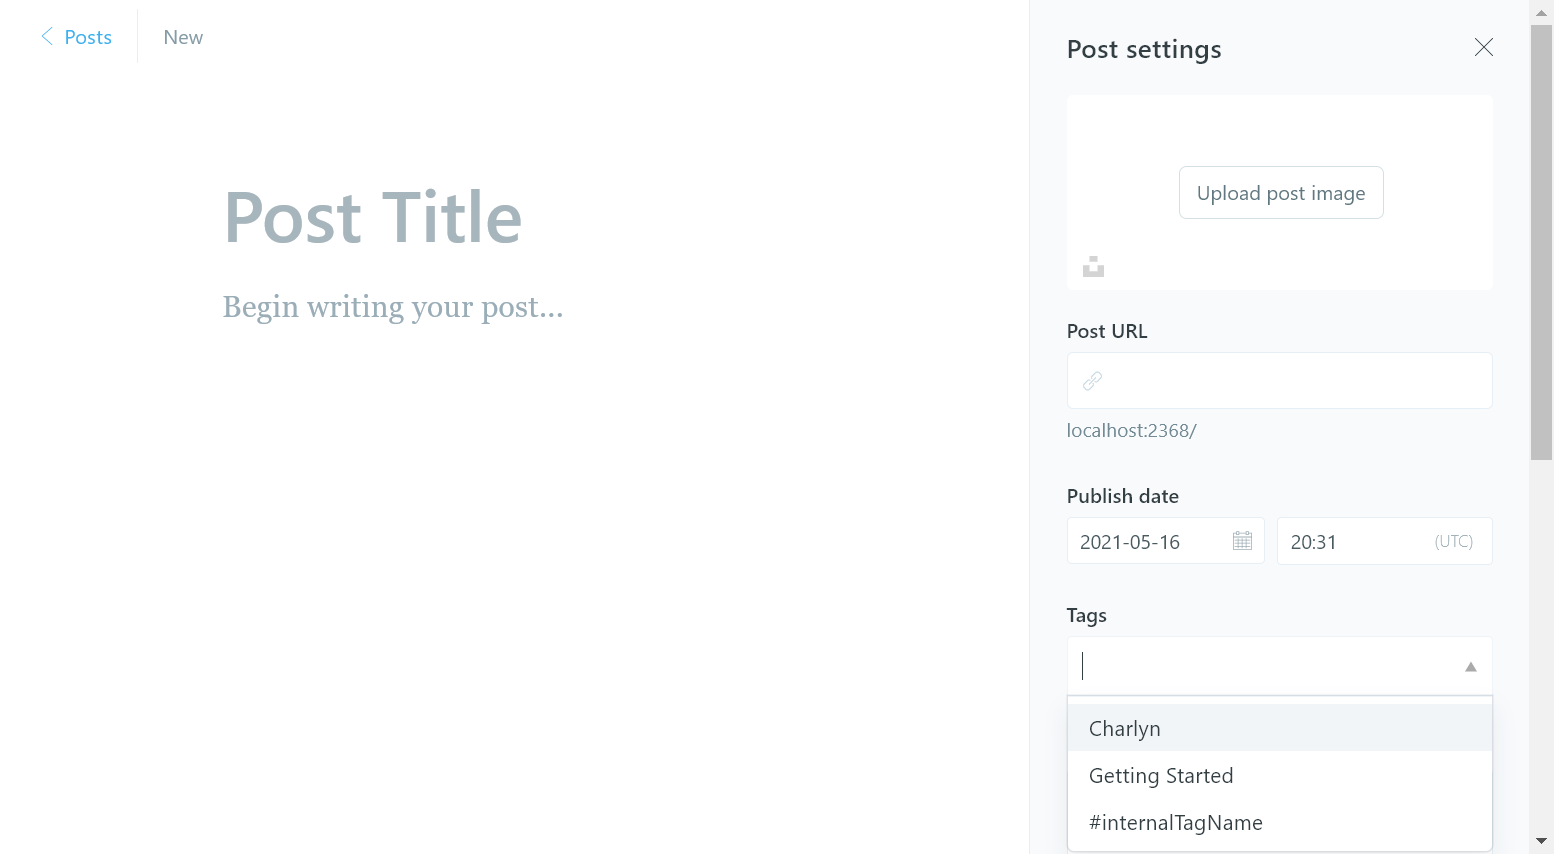 Posts
New
Post settings
Upload post image
Post Title
Begin writing your post...
Post URL
localhost:2368/
Publish date
2021-05-16
20:31
(UTC)
Tags
Charlyn
Getting Started
#internalTagName